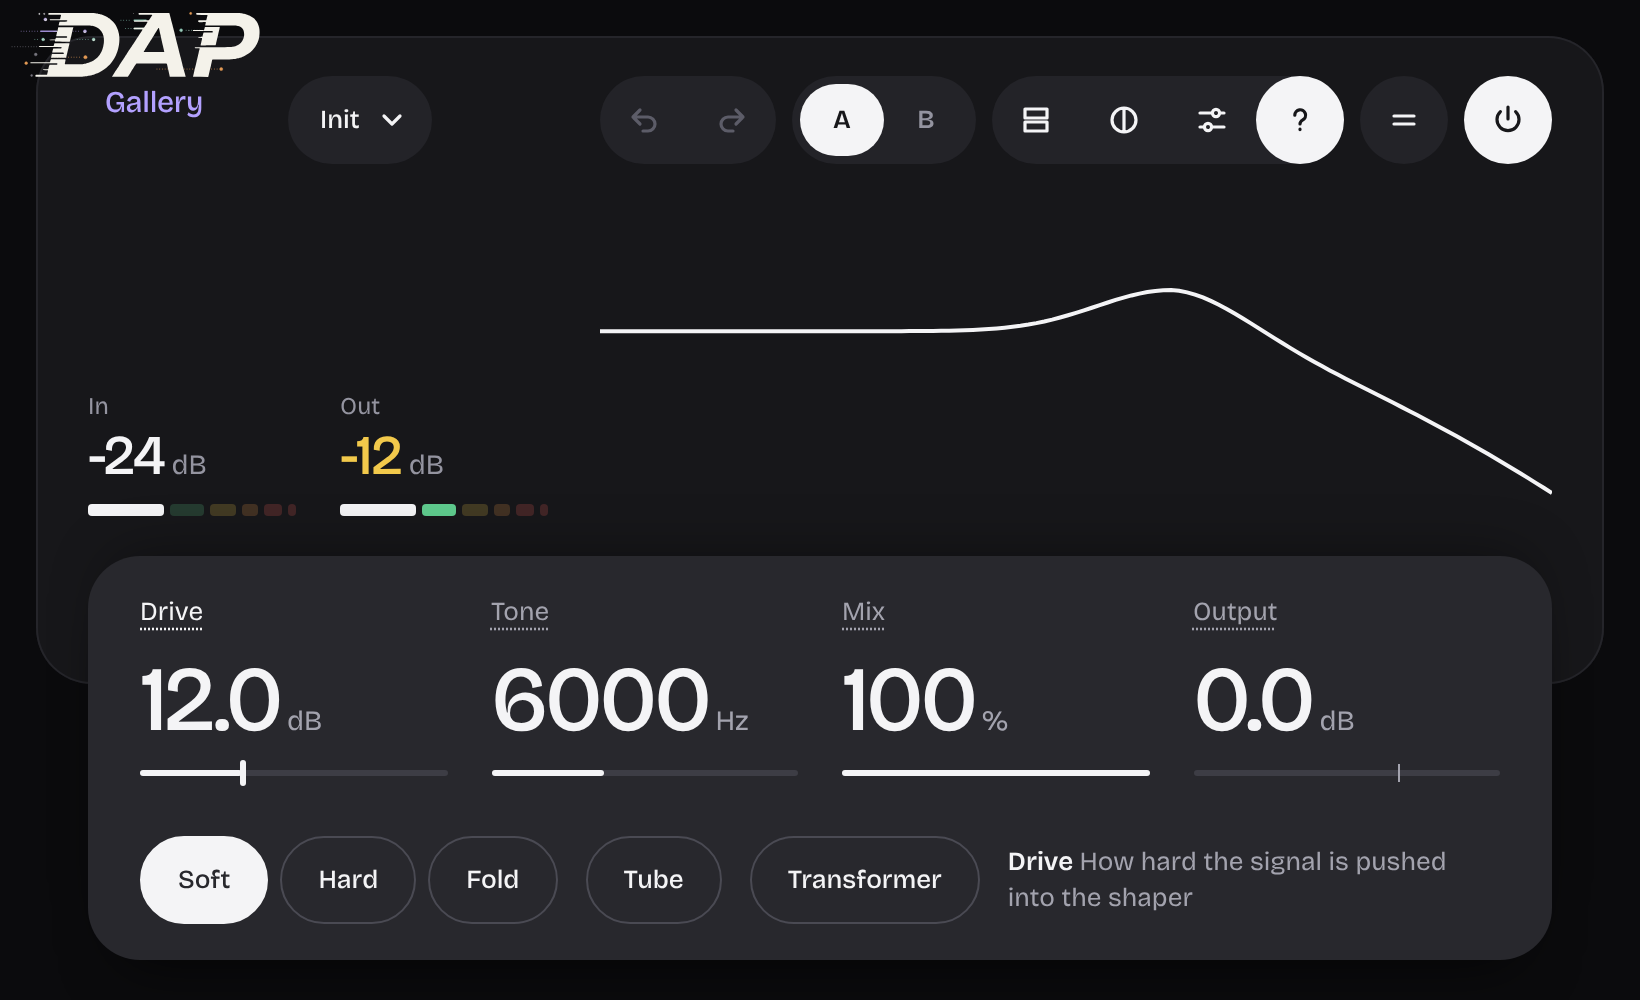 DAP
Gallery
Init
A B ?
In Out
-24 dB -12 dB
Drive Tone Mix Output
12.0 dB 6000 Hz 100 % 0.0 dB
Soft Hard Fold Tube Transformer
Drive How hard the signal is pushed
into the shaper